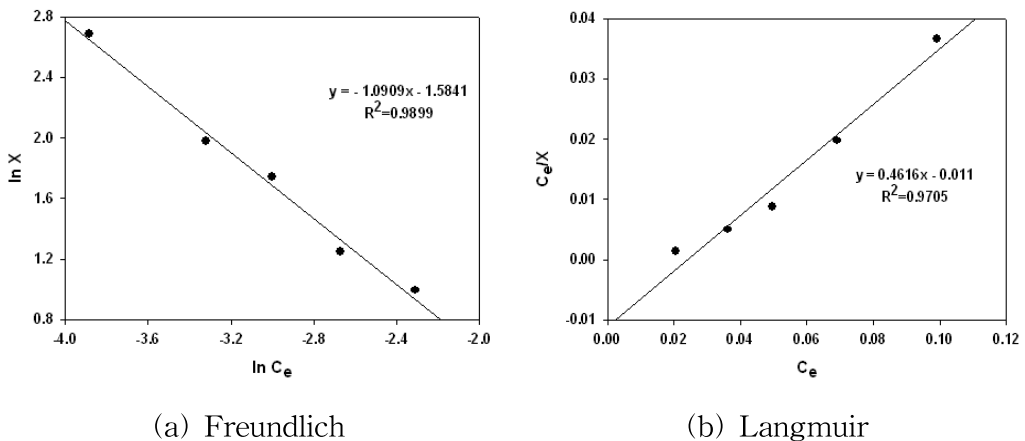 2.8
2.4
2.0
1.6
1.2
0.8
ln X
y = - 1.0909x - 1.5841
R²=0.9899
-4.0 -3.6 -3.2 -2.8 -2.4 -2.0
ln Cₑ
(a) Freundlich
0.04
0.03
0.02
0.01
0.00
-0.01
Cₑ/X
y = 0.4616x - 0.011
R²=0.9705
0.00 0.02 0.04 0.06 0.08 0.10 0.12
Cₑ
(b) Langmuir